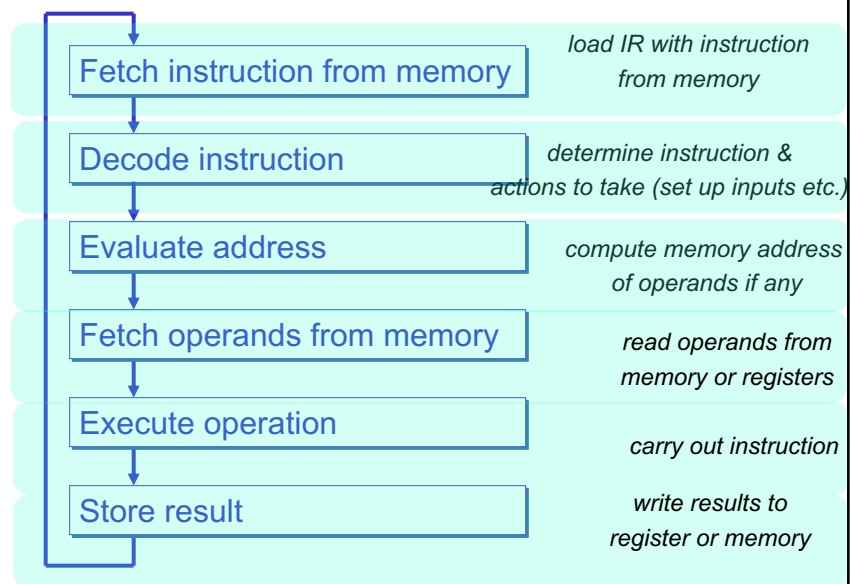 Fetch instruction from memory
load IR with instruction
from memory
Decode instruction
determine instruction &
actions to take (set up inputs etc.)
Evaluate address
compute memory address
of operands if any
Fetch operands from memory
read operands from
memory or registers
Execute operation
carry out instruction
Store result
write results to
register or memory